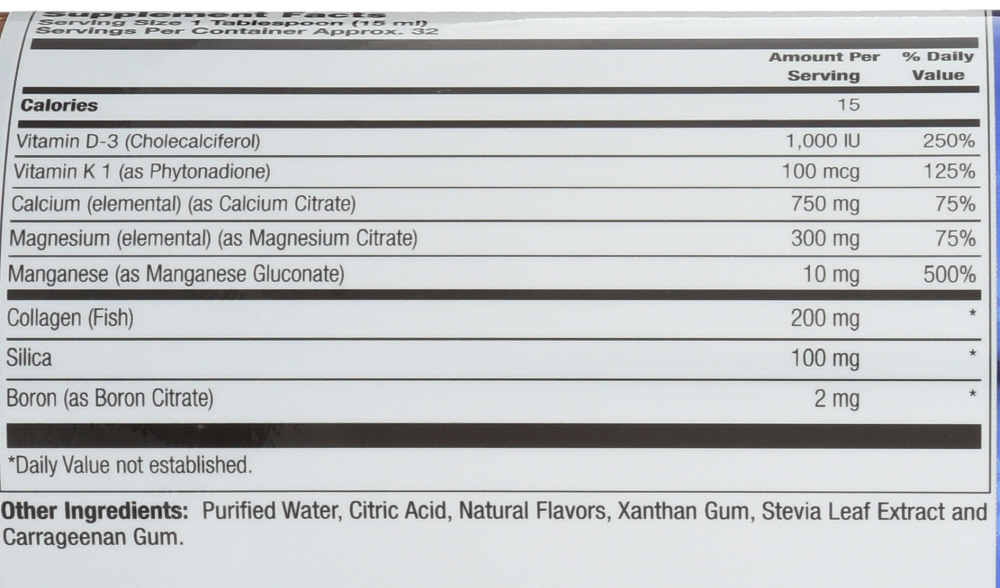 Supplement Facts
Serving Size 1 Tablespoon (15 ml)
Servings Per Container Approx. 32
Amount Per Serving % Daily Value
Calories 15
Vitamin D-3 (Cholecalciferol) 1,000 IU 250%
Vitamin K 1 (as Phytonadione) 100 mcg 125%
Calcium (elemental) (as Calcium Citrate) 750 mg 75%
Magnesium (elemental) (as Magnesium Citrate) 300 mg 75%
Manganese (as Manganese Gluconate) 10 mg 500%
Collagen (Fish) 200 mg *
Silica 100 mg *
Boron (as Boron Citrate) 2 mg *
*Daily Value not established.
Other Ingredients: Purified Water, Citric Acid, Natural Flavors, Xanthan Gum, Stevia Leaf Extract and
Carrageenan Gum.